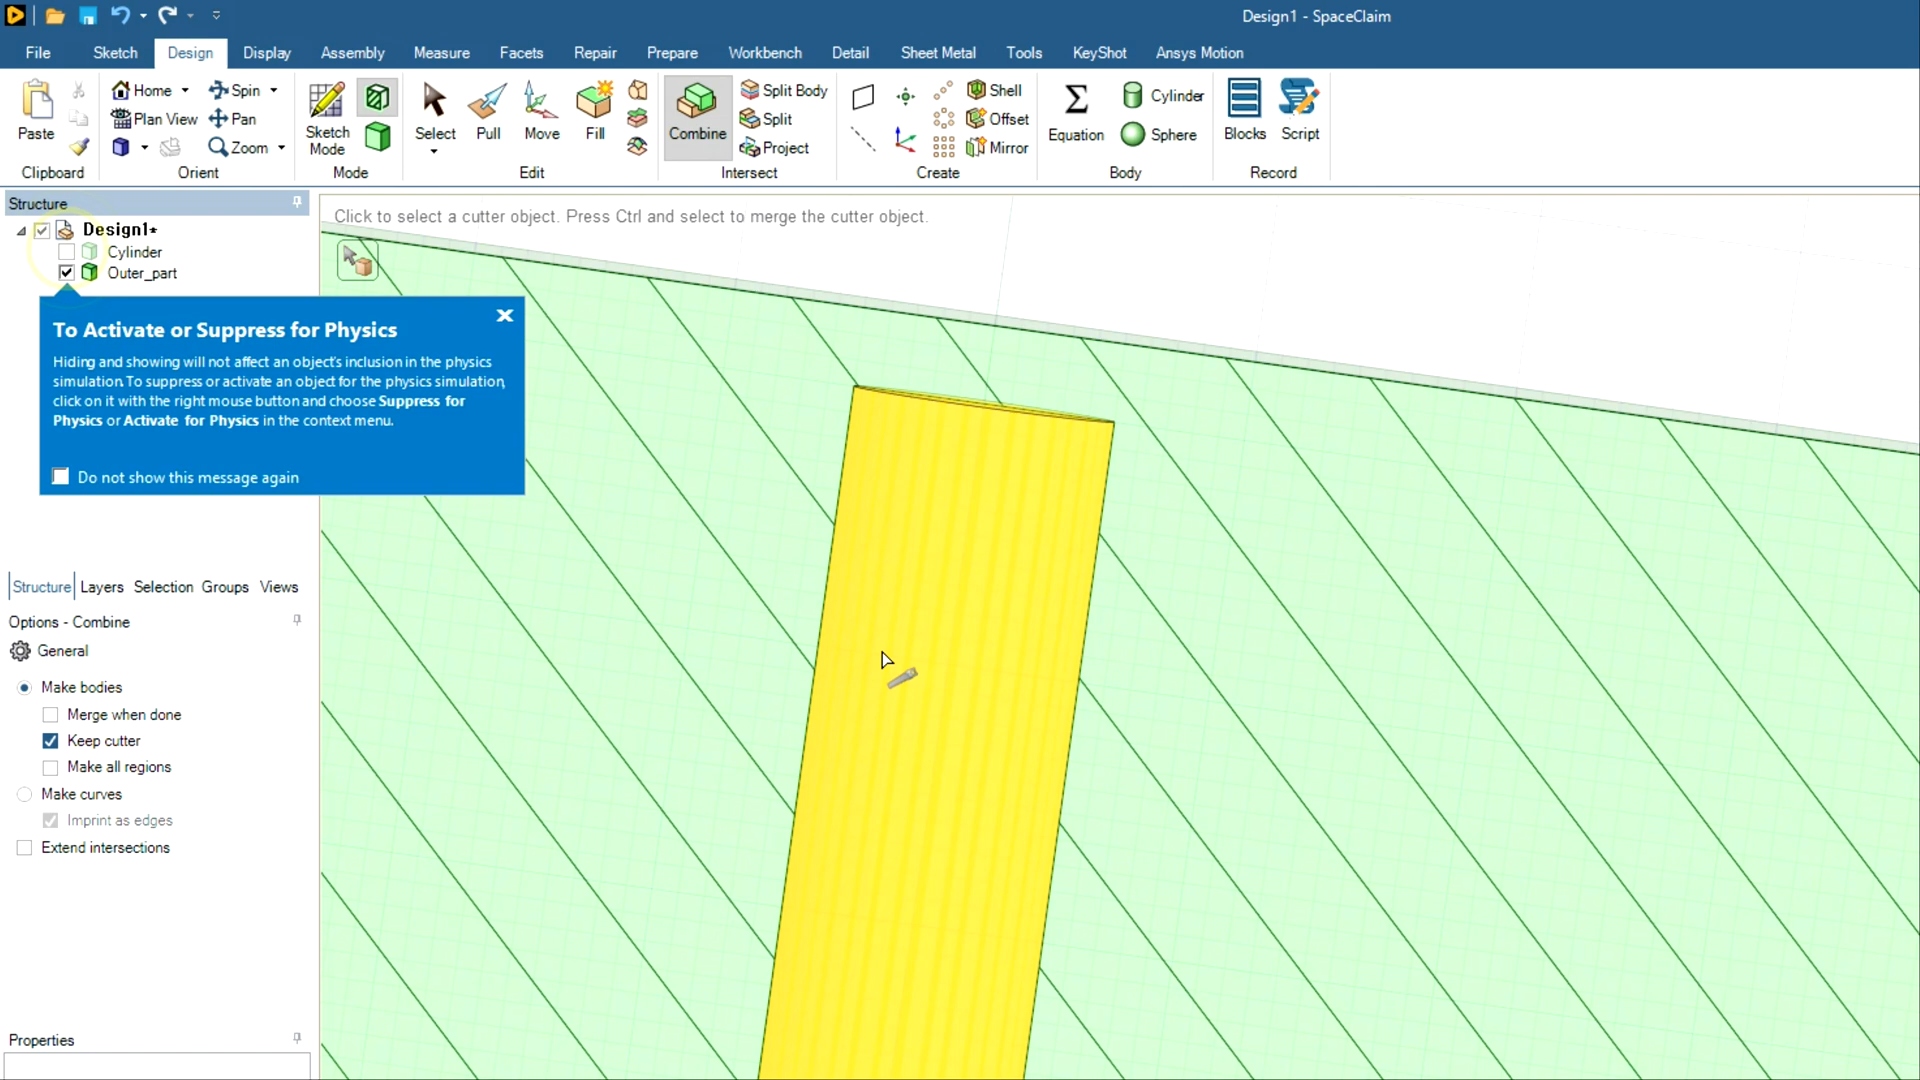 Design1 - SpaceClaim
File Sketch Design Display Assembly Measure Facets Repair Prepare Workbench Detail Sheet Metal Tools KeyShot Ansys Motion
Paste
Clipboard
Home Spin
Plan View Pan
Zoom
Orient
Sketch
Mode
Mode
Select Pull Move Fill
Edit
Combine
Split Body
Split
Project
Intersect
Shell
Offset
Mirror
Create
Equation
Cylinder
Sphere
Body
Blocks Script
Record
Structure
Design1*
Cylinder
Outer_part
Click to select a cutter object. Press Ctrl and select to merge the cutter object.
To Activate or Suppress for Physics
Hiding and showing will not affect an object's inclusion in the physics
simulation. To suppress or activate an object for the physics simulation,
click on it with the right mouse button and choose Suppress for
Physics or Activate for Physics in the context menu.
Do not show this message again
Structure Layers Selection Groups Views
Options - Combine
General
Make bodies
Merge when done
Keep cutter
Make all regions
Make curves
Imprint as edges
Extend intersections
Properties